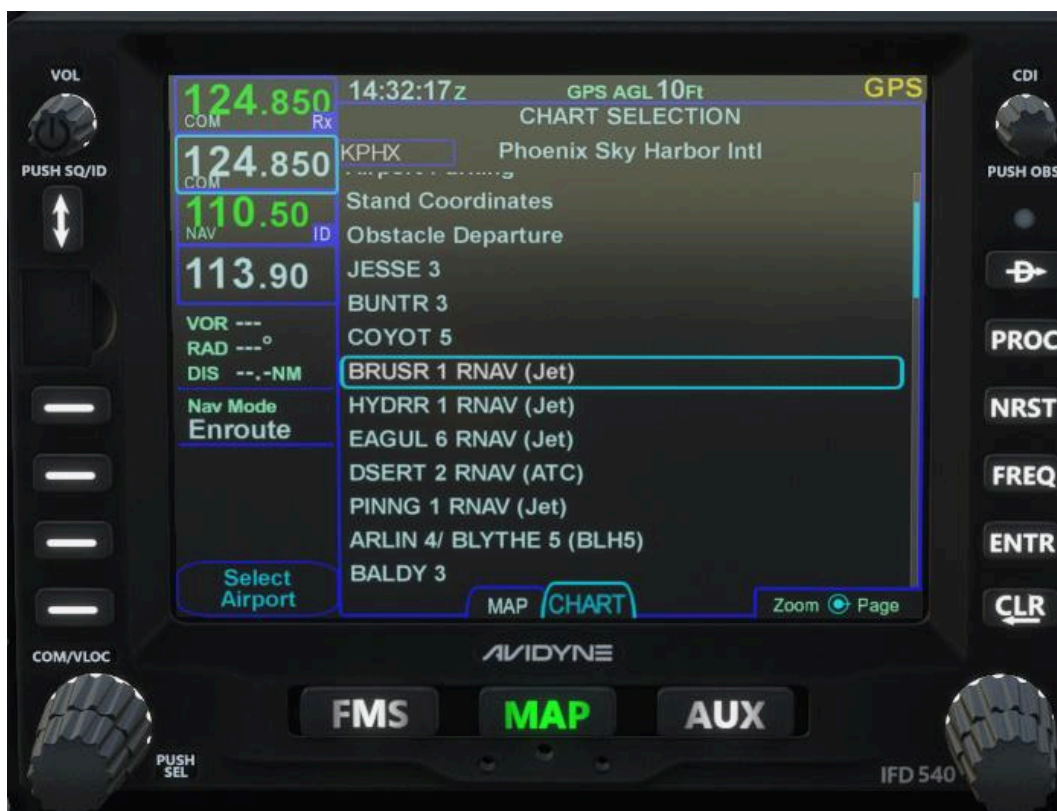 VOL
PUSH SQ/ID
124.850
COM Rx
124.850
COM
110.50
NAV ID
113.90
VOR ---
RAD ---°
DIS --.-NM
Nav Mode
Enroute
Select
Airport
14:32:17z GPS AGL 10Ft GPS
CHART SELECTION
KPHX Phoenix Sky Harbor Intl
Stand Coordinates
Obstacle Departure
JESSE 3
BUNTR 3
COYOT 5
BRUSR 1 RNAV (Jet)
HYDRR 1 RNAV (Jet)
EAGUL 6 RNAV (Jet)
DSERT 2 RNAV (ATC)
PINNG 1 RNAV (Jet)
ARLIN 4/ BLYTHE 5 (BLH5)
BALDY 3
MAP CHART Zoom Page
CDI
PUSH OBS
D
PROC
NRST
FREQ
ENTR
CLR
COM/VLOC
PUSH
SEL
AVIDYNE
FMS MAP AUX
IFD 540